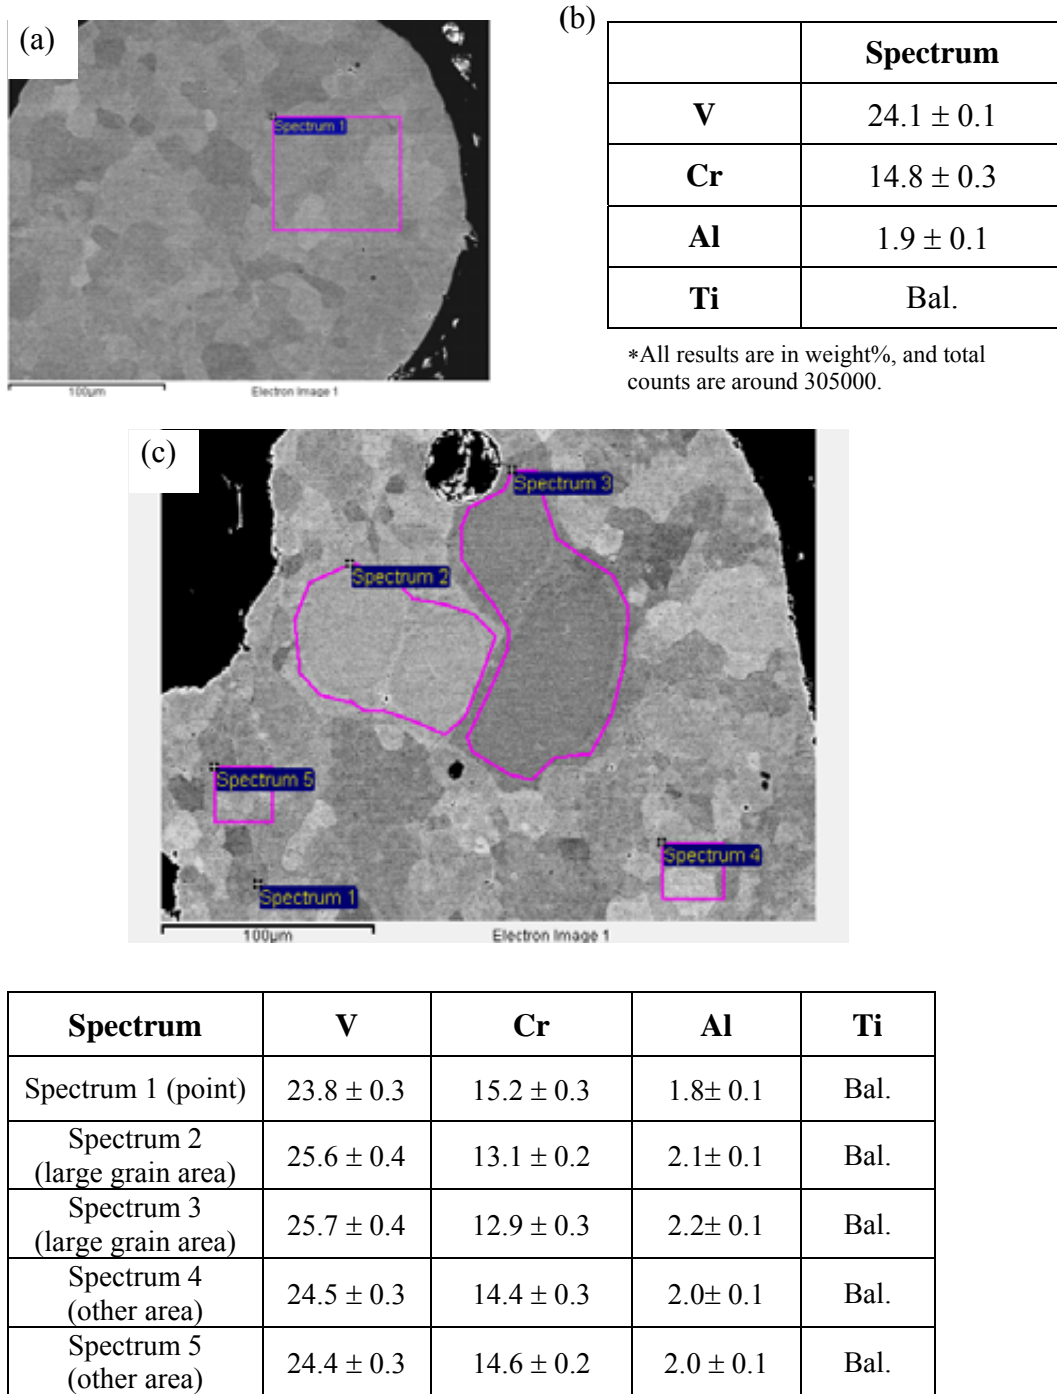 (a)
Spectrum 1
100µm
Electron Image 1
(b)
Spectrum
V 24.1 ± 0.1
Cr 14.8 ± 0.3
Al 1.9 ± 0.1
Ti Bal.
*All results are in weight%, and total
counts are around 305000.
(c)
Spectrum 3
Spectrum 2
Spectrum 5
Spectrum 4
Spectrum 1
100µm
Electron Image 1
Spectrum V Cr Al Ti
Spectrum 1 (point) 23.8 ± 0.3 15.2 ± 0.3 1.8± 0.1 Bal.
Spectrum 2
(large grain area) 25.6 ± 0.4 13.1 ± 0.2 2.1± 0.1 Bal.
Spectrum 3
(large grain area) 25.7 ± 0.4 12.9 ± 0.3 2.2± 0.1 Bal.
Spectrum 4
(other area) 24.5 ± 0.3 14.4 ± 0.3 2.0± 0.1 Bal.
Spectrum 5
(other area) 24.4 ± 0.3 14.6 ± 0.2 2.0 ± 0.1 Bal.